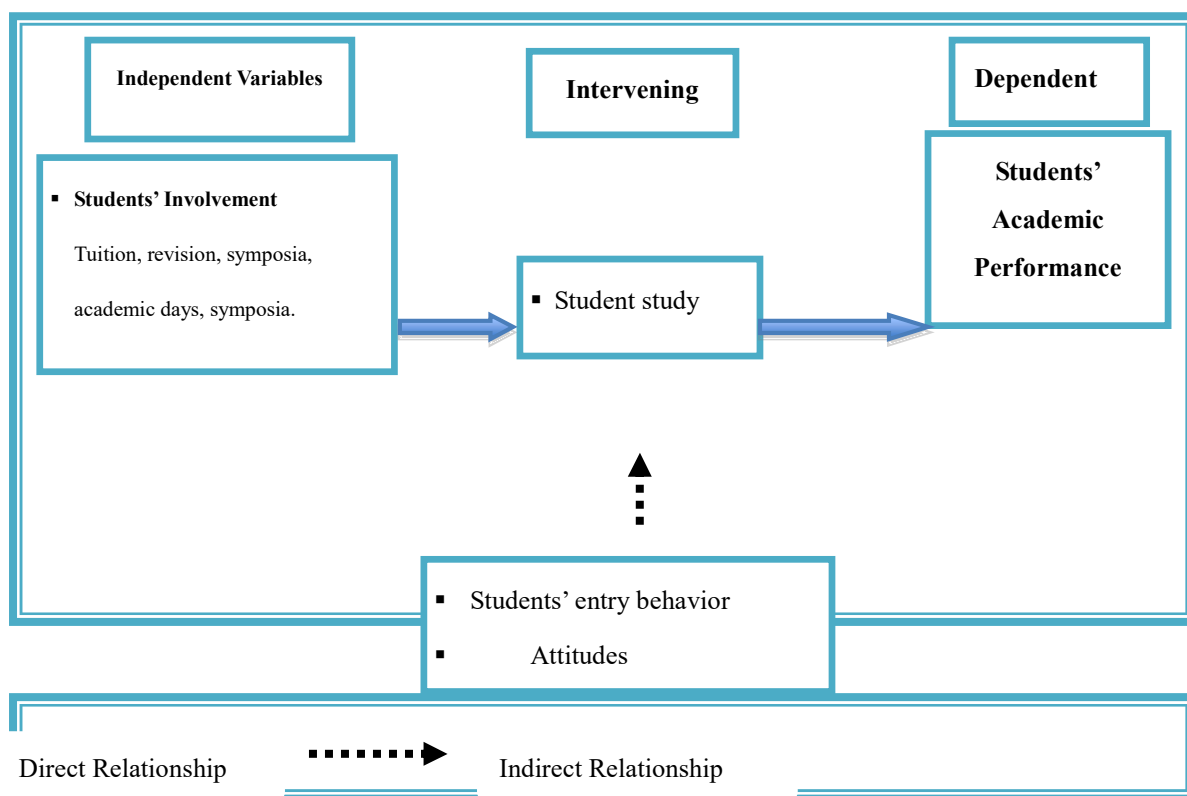 Independent Variables
Intervening
Dependent
▪ Students’ Involvement
Tuition, revision, symposia,
academic days, symposia.
▪ Student study
Students’
Academic
Performance
▪ Students’ entry behavior
▪ Attitudes
Direct Relationship
Indirect Relationship